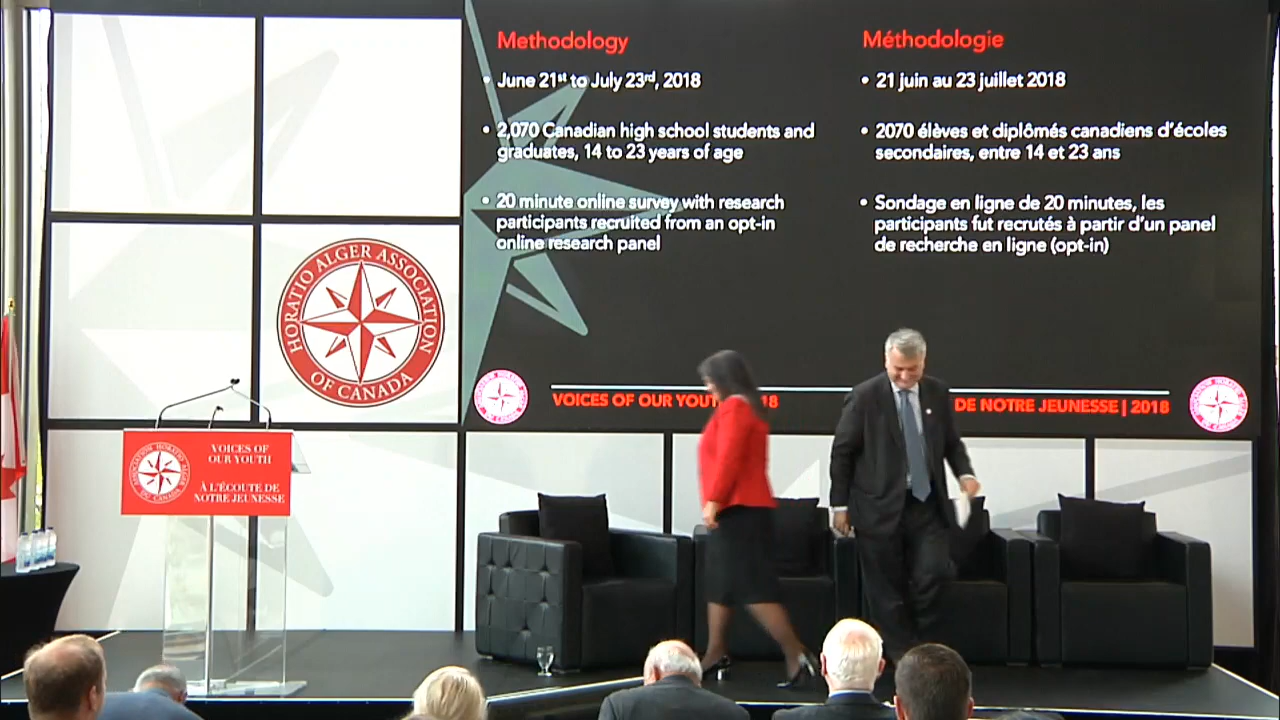 Methodology
• June 21st to July 23rd, 2018
• 2,070 Canadian high school students and
graduates, 14 to 23 years of age
• 20 minute online survey with research
participants recruited from an opt-in
online research panel
Méthodologie
• 21 juin au 23 juillet 2018
• 2070 élèves et diplômés canadiens d'écoles
secondaires, entre 14 et 23 ans
• Sondage en ligne de 20 minutes, les
participants fut recrutés à partir d'un panel
de recherche en ligne (opt-in)
VOICES OF OUR YOUT 18
DE NOTRE JEUNESSE | 2018
HORATIO ALGER ASSOCIATION
OF CANADA
ASSOCIATION HORATIO ALGER
DU CANADA
VOICES OF
OUR YOUTH
À L'ÉCOUTE DE
NOTRE JEUNESSE